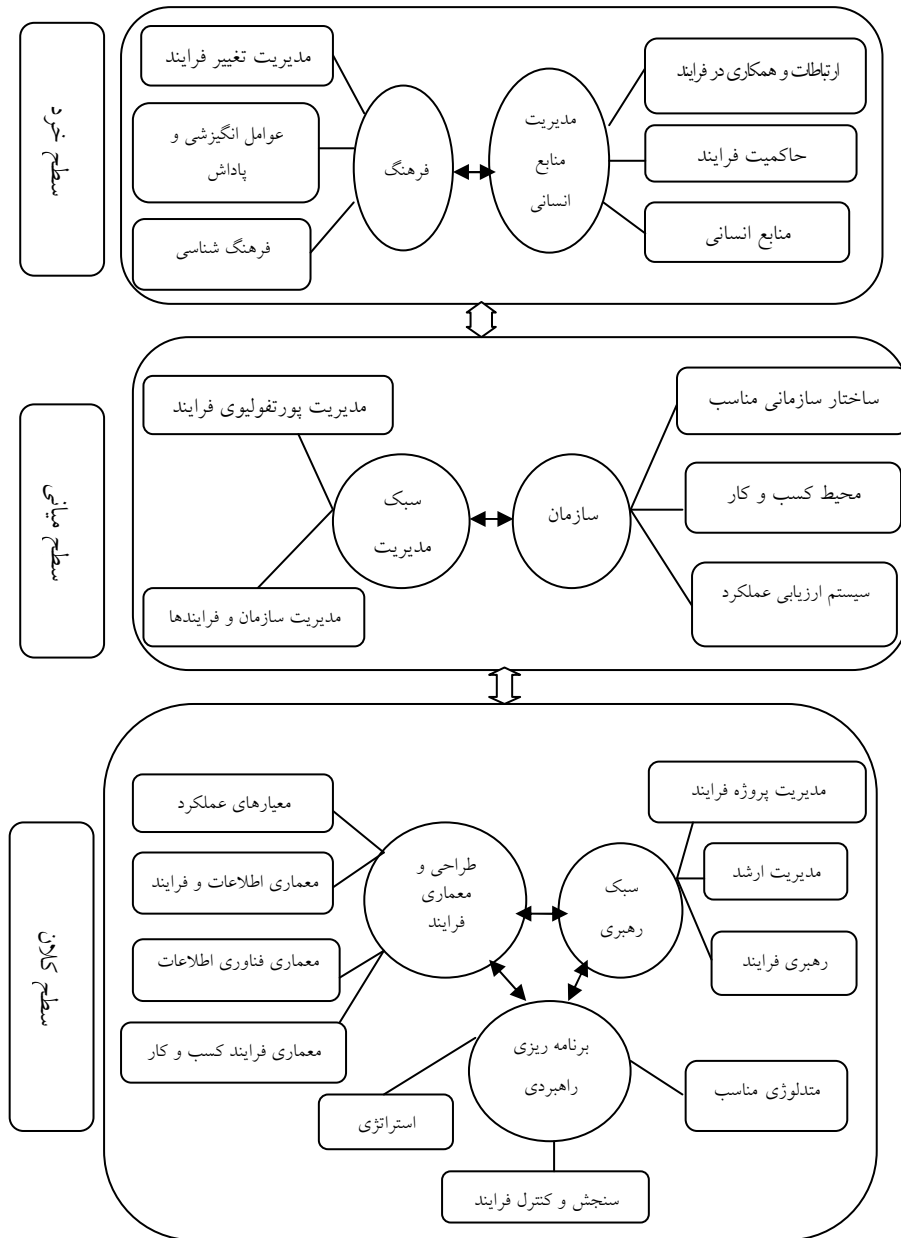 سطح خرد
ارتباطات و همکاری در فرایند
حاکمیت فرایند
منابع انسانی
مدیریت
منابع
انسانی
فرهنگ
مدیریت تغییر فرایند
عوامل انگیزشی و
پاداش
فرهنگ شناسی
سطح میانی
ساختار سازمانی مناسب
محیط کسب و کار
سیستم ارزیابی عملکرد
سازمان
سبک
مدیریت
مدیریت پورتفولیوی فرایند
مدیریت سازمان و فرایندها
سطح کلان
مدیریت پروژه فرایند
مدیریت ارشد
رهبری فرایند
سبک
رهبری
طراحی و
معماری
فرایند
معیارهای عملکرد
معماری اطلاعات و فرایند
معماری فناوری اطلاعات
معماری فرایند کسب و کار
برنامه ریزی
راهبردی
متدلوژی مناسب
استراتژی
سنجش و کنترل فرایند